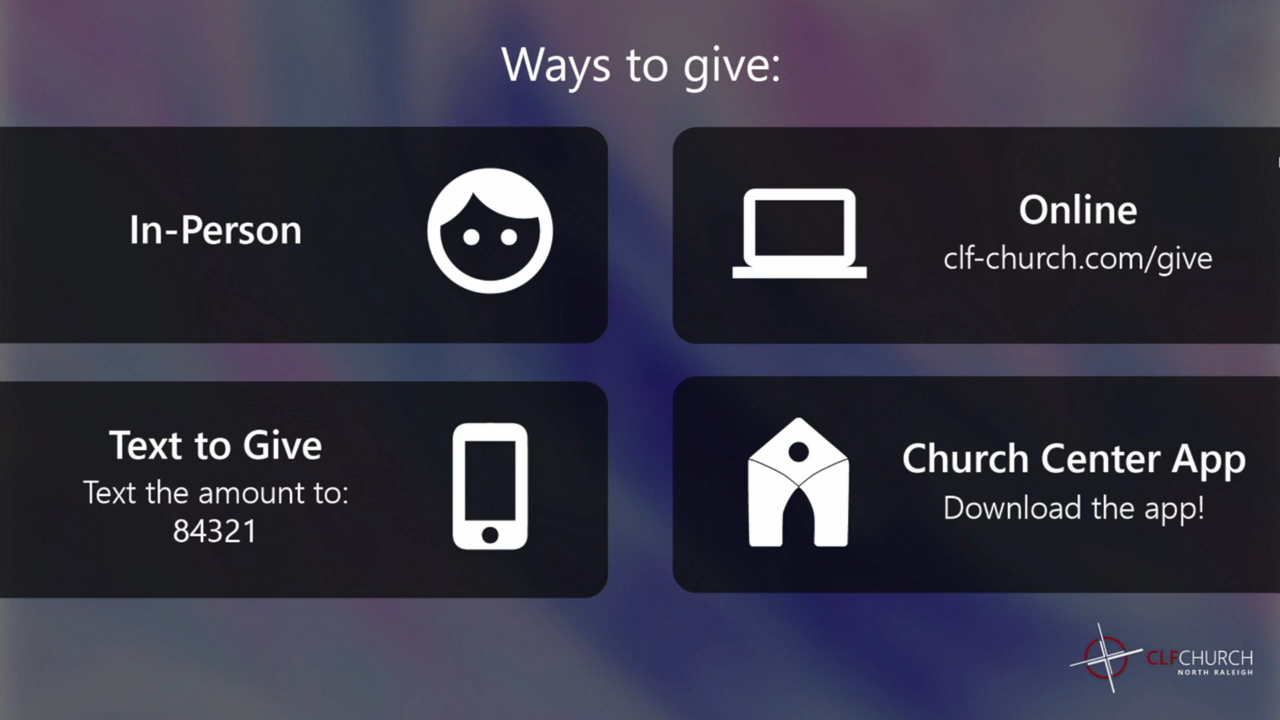 Ways to give:
In-Person
Online
clf-church.com/give
Text to Give
Text the amount to:
84321
Church Center App
Download the app!
CLFCHURCH
NORTH RALEIGH